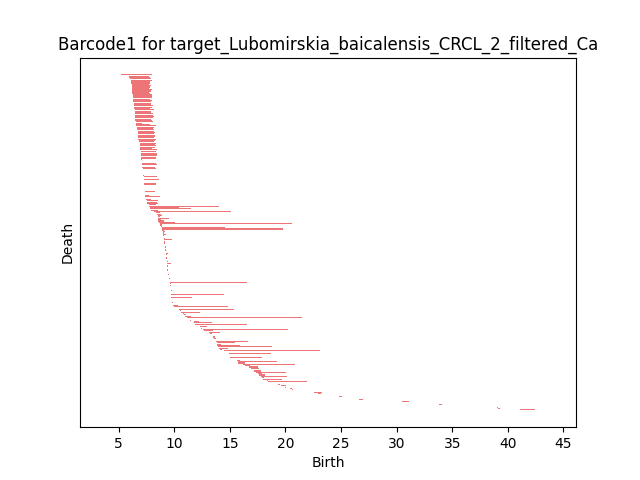 Barcode1 for target_Lubomirskia_baicalensis_CRCL_2_filtered_Ca
Death
5 10 15 20 25 30 35 40 45
Birth